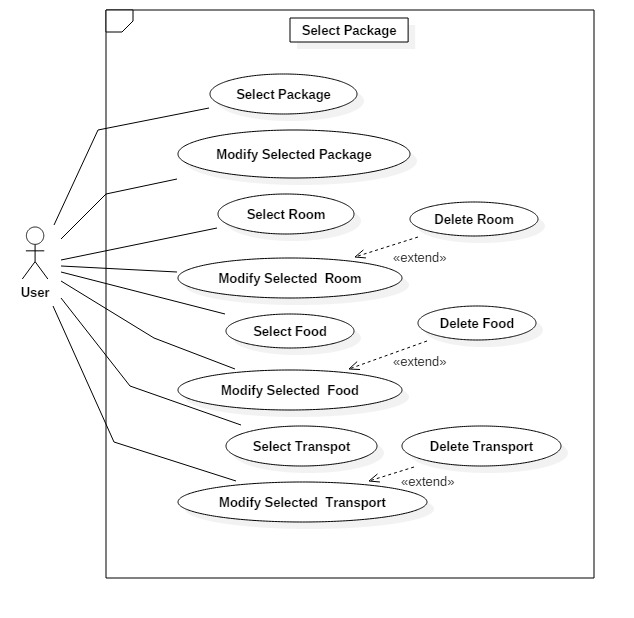 Select Package
Select Package
Modify Selected Package
Select Room
Delete Room
«extend»
Modify Selected  Room
User
Select Food
Delete Food
«extend»
Modify Selected  Food
Select Transpot
Delete Transport
«extend»
Modify Selected  Transport